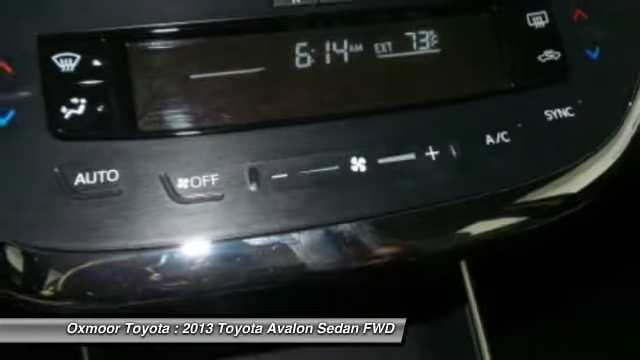 6:14AM EXT 73°F
SYNC
A/C
AUTO
OFF
- +
Oxmoor Toyota : 2013 Toyota Avalon Sedan FWD